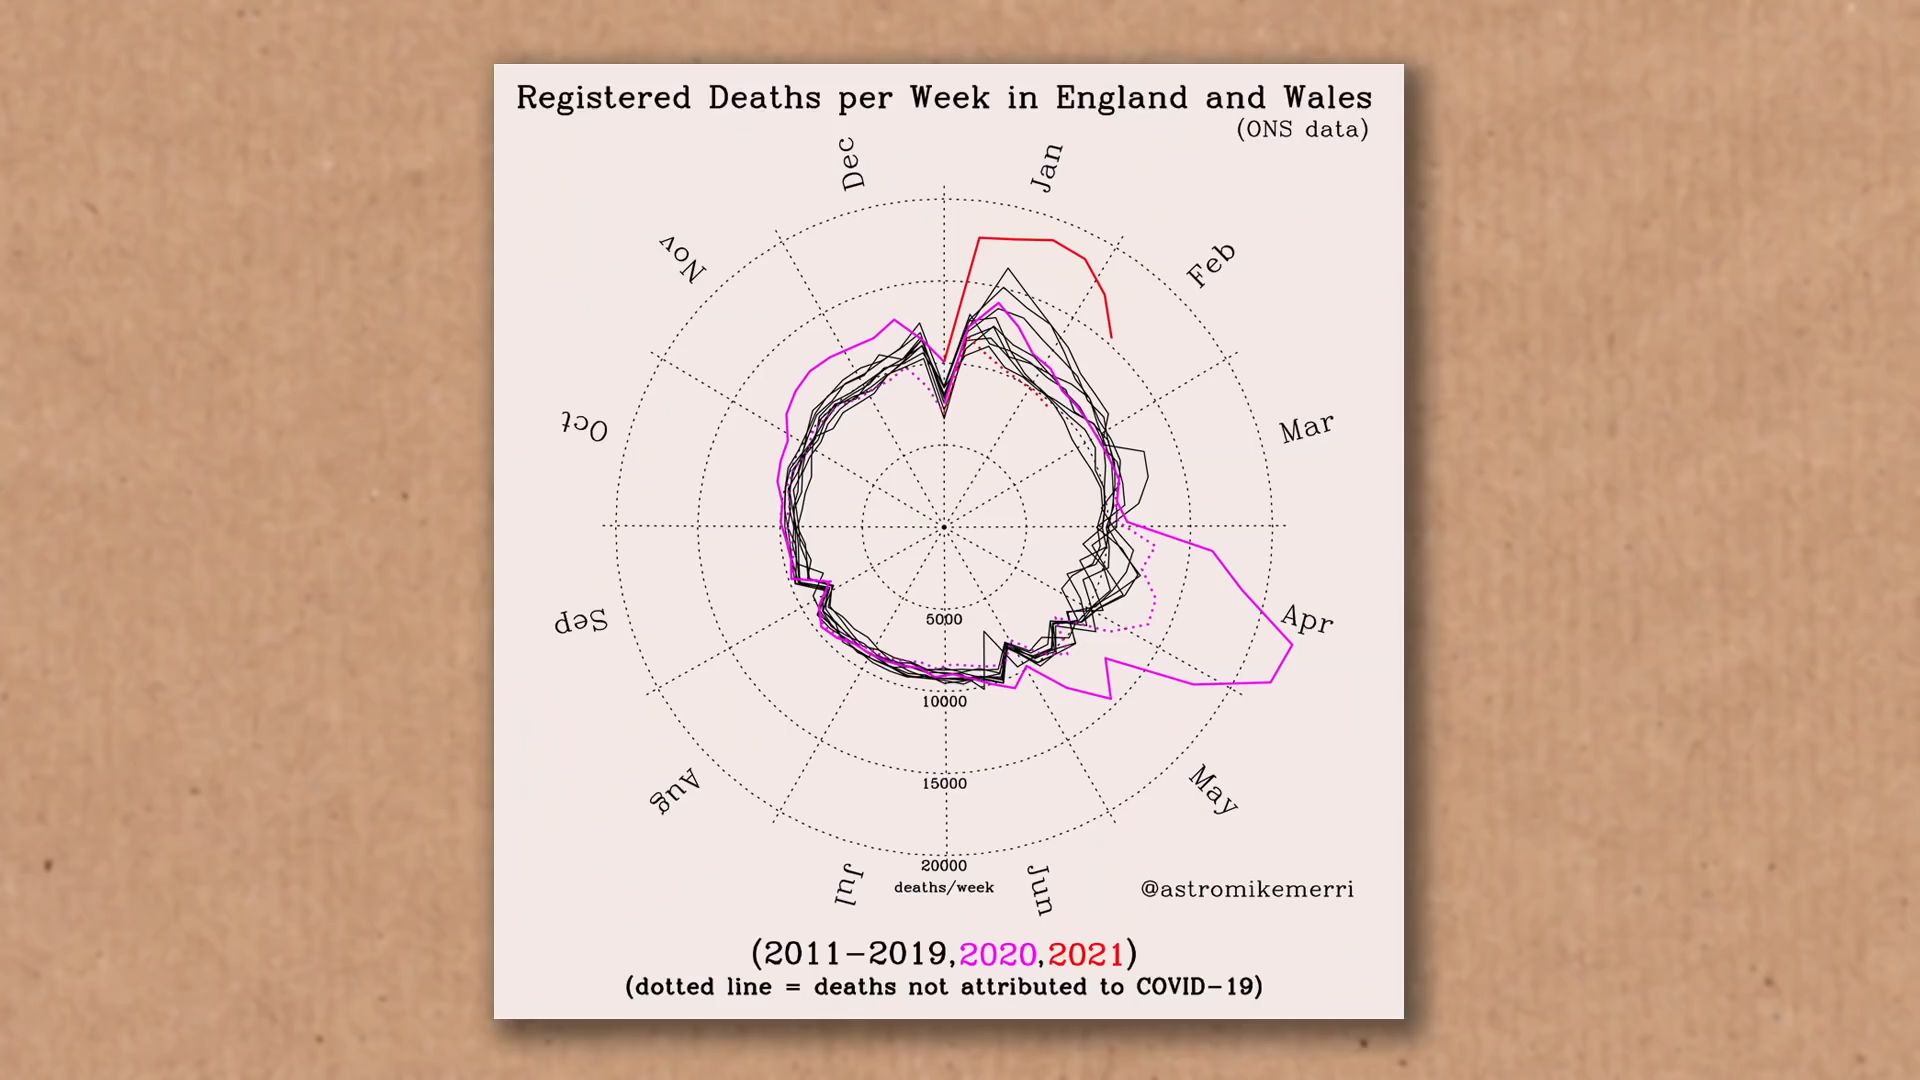 Registered Deaths per Week in England and Wales
(ONS data)
Dec
Jan
Nov
Feb
Oct
Mar
Sep
Apr
5000
10000
Aug
May
15000
20000
Jul
Jun
deaths/week
@astromikemerri
(2011-2019,2020,2021)
(dotted line = deaths not attributed to COVID-19)